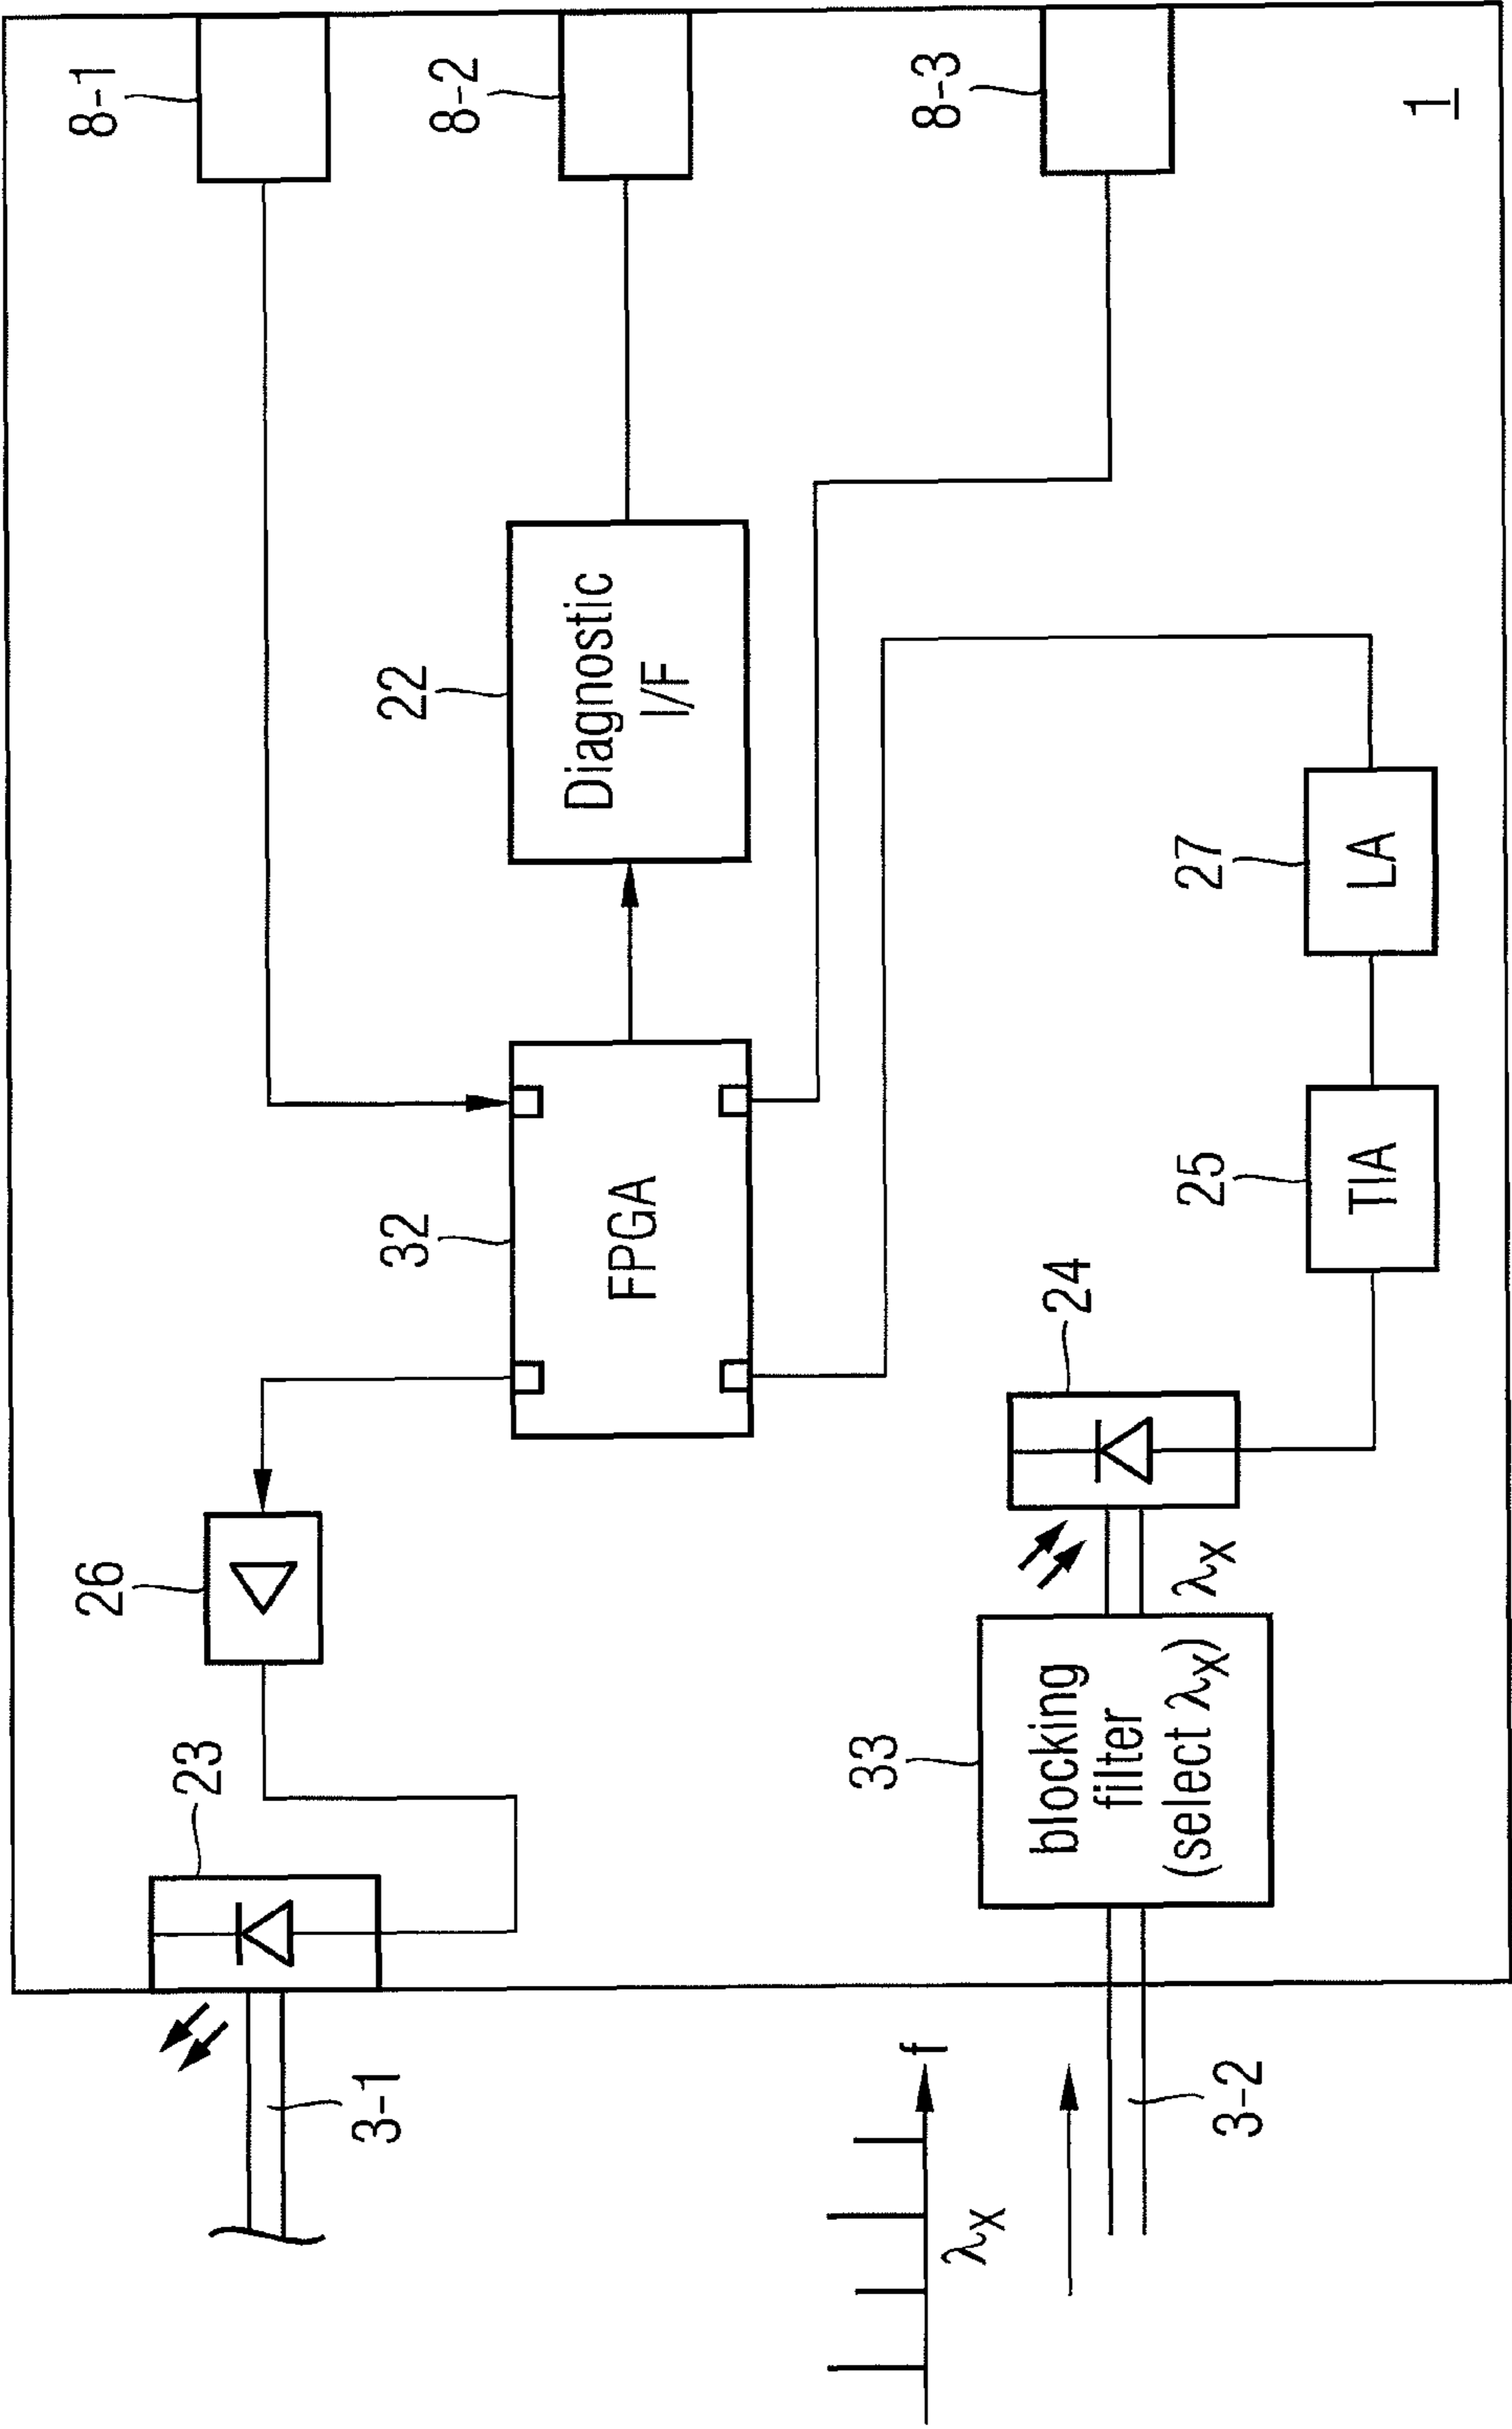 8-1
8-2
8-3
1
22
Diagnostic
I/F
32
FPGA
27
LA
25
TIA
24
26
23
33
blocking
filter
(select λx)
λx
3-1
f
λx
3-2